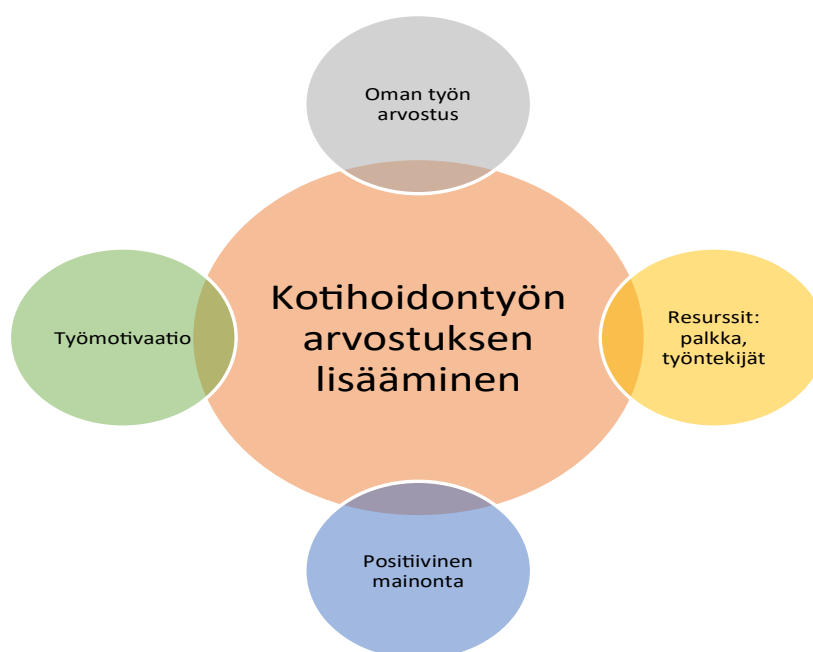 Oman työn
arvostus
Kotihoidontyön
arvostuksen
lisääminen
Työmotivaatio
Resurssit:
palkka,
työntekijät
Positiivinen
mainonta